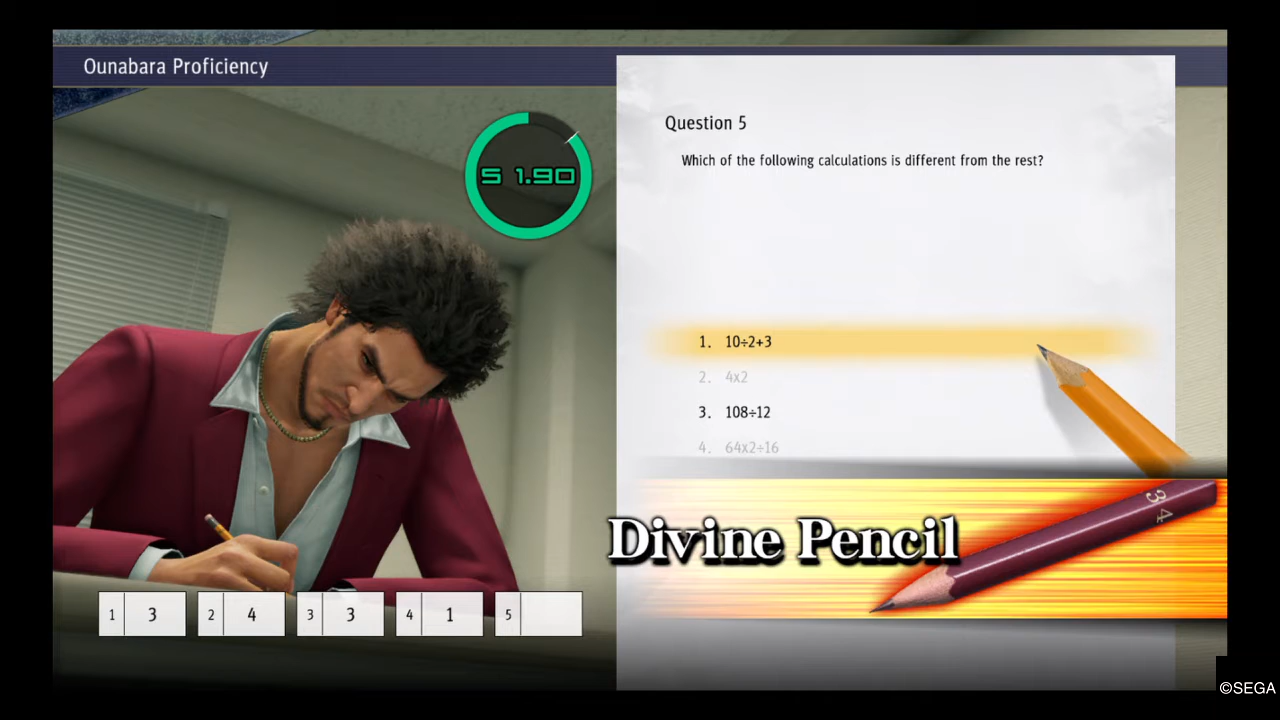 Ounabara Proficiency
S 1.90
Question 5
Which of the following calculations is different from the rest?
1. 10÷2+3
2. 4x2
3. 108÷12
4. 64x2÷16
3 4
Divine Pencil
1 3 2 4 3 3 4 1 5
©SEGA